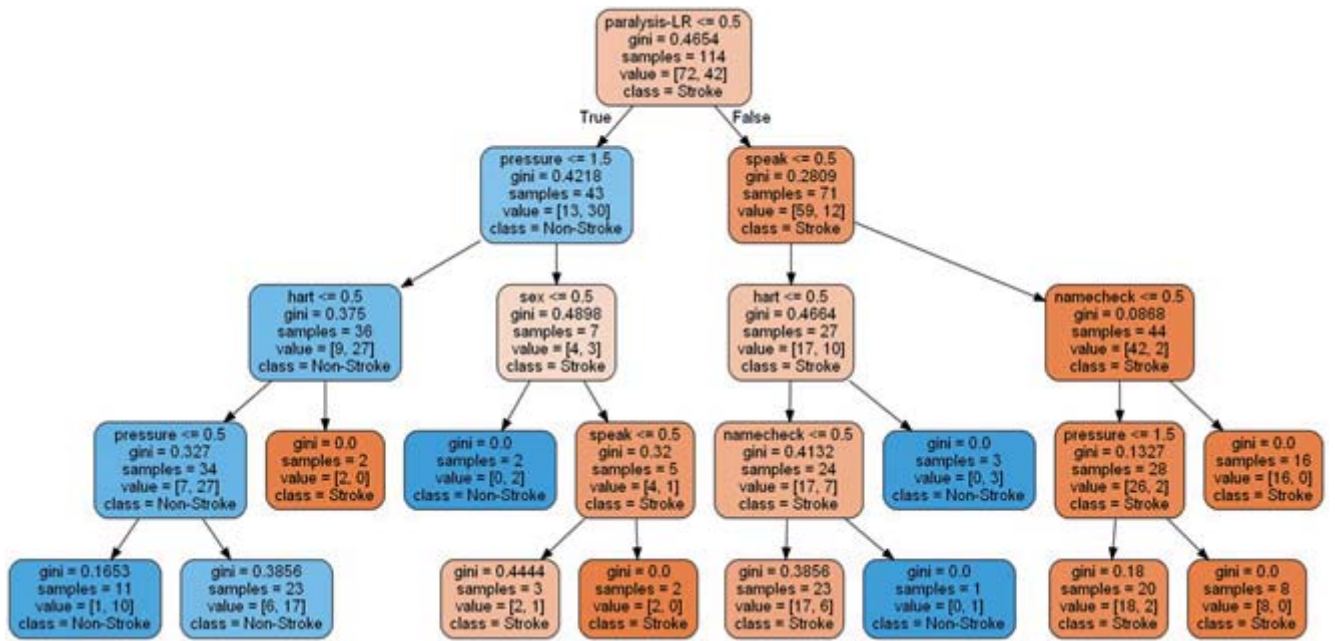 paralysis-LR <= 0.5
gini = 0.4654
samples = 114
value = [72, 42]
class = Stroke
True
False
pressure <= 1.5
gini = 0.4218
samples = 43
value = [13, 30]
class = Non-Stroke
speak <= 0.5
gini = 0.2809
samples = 71
value = [59, 12]
class = Stroke
hart <= 0.5
gini = 0.375
samples = 36
value = [9, 27]
class = Non-Stroke
sex <= 0.5
gini = 0.4898
samples = 7
value = [4, 3]
class = Stroke
hart <= 0.5
gini = 0.4664
samples = 27
value = [17, 10]
class = Stroke
namecheck <= 0.5
gini = 0.0868
samples = 44
value = [42, 2]
class = Stroke
pressure <= 0.5
gini = 0.327
samples = 34
value = [7, 27]
class = Non-Stroke
gini = 0.0
samples = 2
value = [2, 0]
class = Stroke
gini = 0.0
samples = 2
value = [0, 2]
class = Non-Stroke
speak <= 0.5
gini = 0.32
samples = 5
value = [4, 1]
class = Stroke
namecheck <= 0.5
gini = 0.4132
samples = 24
value = [17, 7]
class = Stroke
gini = 0.0
samples = 3
value = [0, 3]
class = Non-Stroke
pressure <= 1.5
gini = 0.1327
samples = 28
value = [26, 2]
class = Stroke
gini = 0.0
samples = 16
value = [16, 0]
class = Stroke
gini = 0.1653
samples = 11
value = [1, 10]
class = Non-Stroke
gini = 0.3856
samples = 23
value = [6, 17]
class = Non-Stroke
gini = 0.4444
samples = 3
value = [2, 1]
class = Stroke
gini = 0.0
samples = 2
value = [2, 0]
class = Stroke
gini = 0.3856
samples = 23
value = [17, 6]
class = Stroke
gini = 0.0
samples = 1
value = [0, 1]
class = Non-Stroke
gini = 0.18
samples = 20
value = [18, 2]
class = Stroke
gini = 0.0
samples = 8
value = [8, 0]
class = Stroke